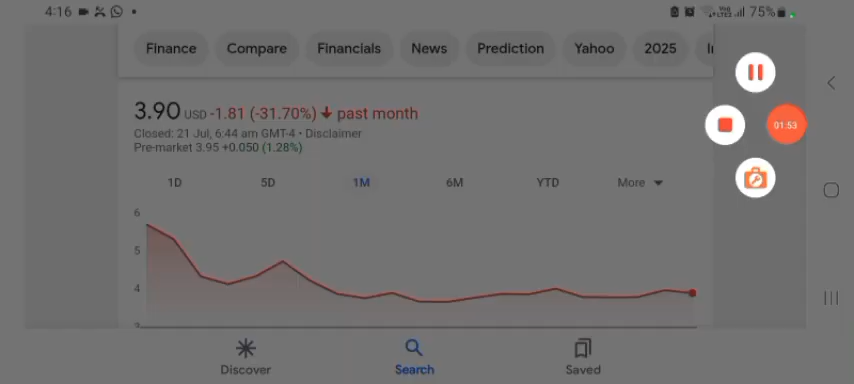 4:16 75%
Finance Compare Financials News Prediction Yahoo 2025
3.90 USD -1.81 (-31.70%) past month
Closed: 21 Jul, 6:44 am GMT-4 • Disclaimer
Pre-market 3.95 +0.050 (1.28%)
01:53
1D 5D 1M 6M YTD More
6
5
4
Discover Search Saved